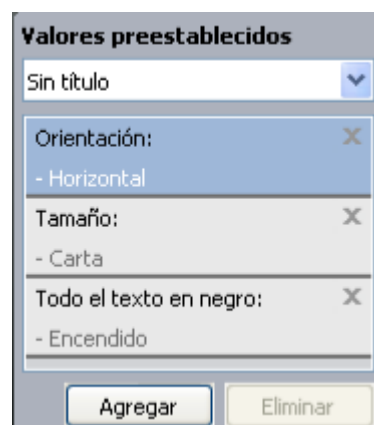 Valores preestablecidos
Sin título
Orientación:
- Horizontal
Tamaño:
- Carta
Todo el texto en negro:
- Encendido
Agregar Eliminar